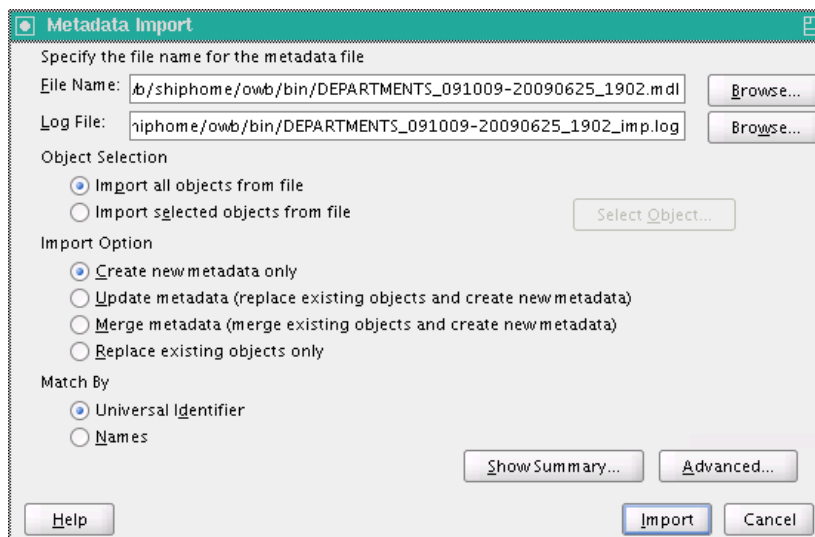 Metadata Import
Specify the file name for the metadata file
File Name: /b/shiphome/owb/bin/DEPARTMENTS_091009-20090625_1902.mdl Browse...
Log File: hiphome/owb/bin/DEPARTMENTS_091009-20090625_1902_imp.log Browse...
Object Selection
Import all objects from file
Import selected objects from file Select Object...
Import Option
Create new metadata only
Update metadata (replace existing objects and create new metadata)
Merge metadata (merge existing objects and create new metadata)
Replace existing objects only
Match By
Universal Identifier
Names
Show Summary... Advanced...
Help Import Cancel